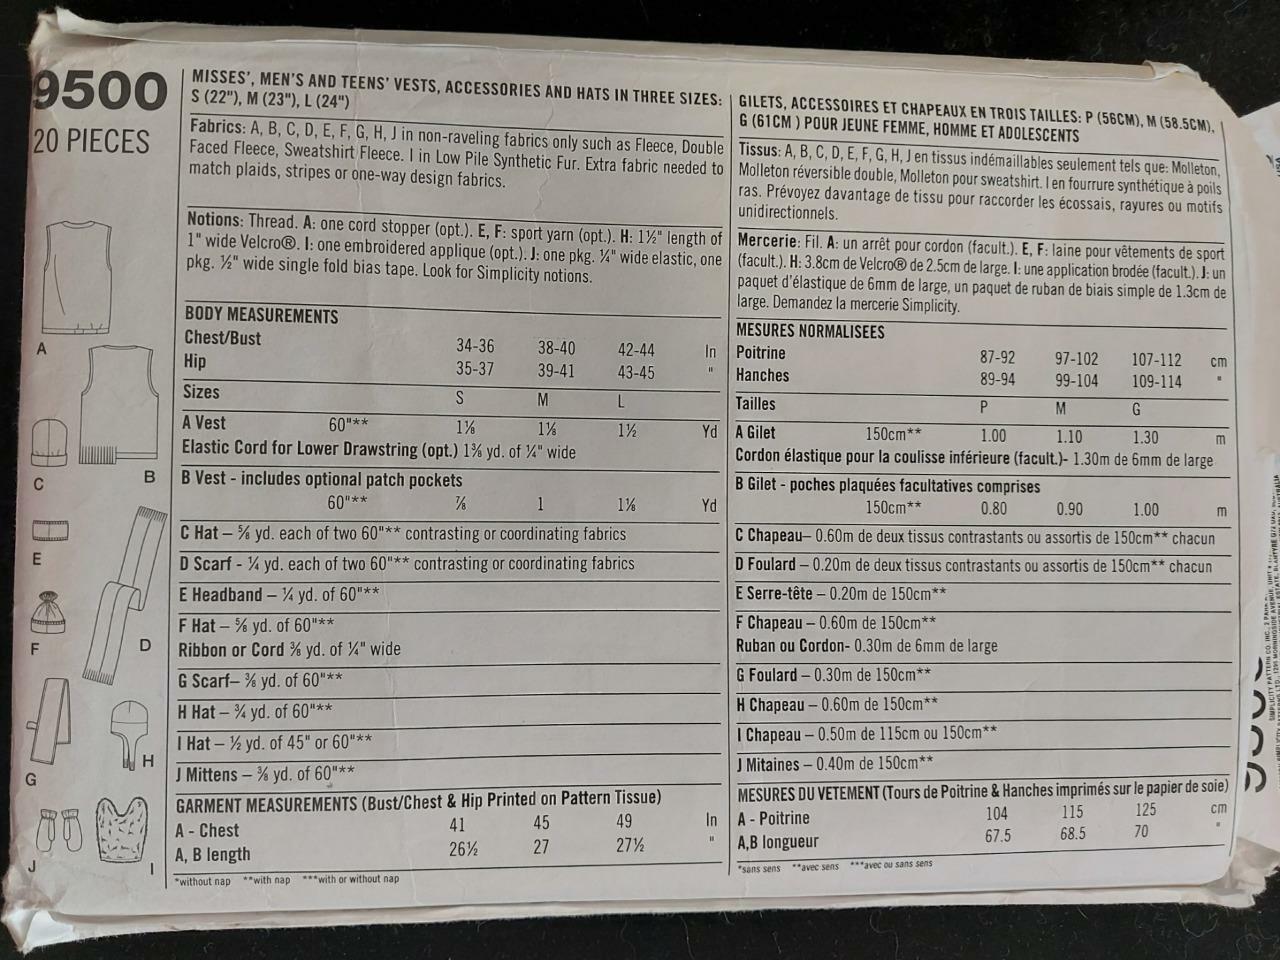 9500
20 PIECES
A
B
C
D
E
F
G
H
I
J
MISSES', MEN'S AND TEENS' VESTS, ACCESSORIES AND HATS IN THREE SIZES:
S (22"), M (23"), L (24")
Fabrics: A, B, C, D, E, F, G, H, J in non-raveling fabrics only such as Fleece, Double
Faced Fleece, Sweatshirt Fleece. I in Low Pile Synthetic Fur. Extra fabric needed to
match plaids, stripes or one-way design fabrics.
Notions: Thread. A: one cord stopper (opt.). E, F: sport yarn (opt.). H: 1½" length of
1" wide Velcro®. I: one embroidered applique (opt.). J: one pkg. ¼" wide elastic, one
pkg. ½" wide single fold bias tape. Look for Simplicity notions.
BODY MEASUREMENTS
Chest/Bust 34-36 38-40 42-44 In
Hip 35-37 39-41 43-45 "
Sizes S M L
A Vest 60"** 1⅛ 1⅛ 1½ Yd
Elastic Cord for Lower Drawstring (opt.) 1⅜ yd. of ¼" wide
B Vest - includes optional patch pockets
60"** ⅞ 1 1⅛ Yd
C Hat – ⅝ yd. each of two 60"** contrasting or coordinating fabrics
D Scarf - ¼ yd. each of two 60"** contrasting or coordinating fabrics
E Headband – ¼ yd. of 60"**
F Hat – ⅝ yd. of 60"**
Ribbon or Cord ⅜ yd. of ¼" wide
G Scarf– ⅜ yd. of 60"**
H Hat – ¾ yd. of 60"**
I Hat – ½ yd. of 45" or 60"**
J Mittens – ⅜ yd. of 60"**
GARMENT MEASUREMENTS (Bust/Chest & Hip Printed on Pattern Tissue)
A - Chest 41 45 49 In
A, B length 26½ 27 27½ "
*without nap **with nap ***with or without nap
GILETS, ACCESSOIRES ET CHAPEAUX EN TROIS TAILLES: P (56CM), M (58.5CM),
G (61CM ) POUR JEUNE FEMME, HOMME ET ADOLESCENTS
Tissus: A, B, C, D, E, F, G, H, J en tissus indémaillables seulement tels que: Molleton,
Molleton réversible double, Molleton pour sweatshirt. I en fourrure synthétique à poils
ras. Prévoyez davantage de tissu pour raccorder les écossais, rayures ou motifs
unidirectionnels.
Mercerie: Fil. A: un arrêt pour cordon (facult.). E, F: laine pour vêtements de sport
(facult.). H: 3.8cm de Velcro® de 2.5cm de large. I: une application brodée (facult.). J: un
paquet d'élastique de 6mm de large, un paquet de ruban de biais simple de 1.3cm de
large. Demandez la mercerie Simplicity.
MESURES NORMALISEES
Poitrine 87-92 97-102 107-112 cm
Hanches 89-94 99-104 109-114 "
Tailles P M G
A Gilet 150cm** 1.00 1.10 1.30 m
Cordon élastique pour la coulisse inférieure (facult.)- 1.30m de 6mm de large
B Gilet - poches plaquées facultatives comprises
150cm** 0.80 0.90 1.00 m
C Chapeau– 0.60m de deux tissus contrastants ou assortis de 150cm** chacun
D Foulard – 0.20m de deux tissus contrastants ou assortis de 150cm** chacun
E Serre-tête – 0.20m de 150cm**
F Chapeau – 0.60m de 150cm**
Ruban ou Cordon- 0.30m de 6mm de large
G Foulard – 0.30m de 150cm**
H Chapeau – 0.60m de 150cm**
I Chapeau – 0.50m de 115cm ou 150cm**
J Mitaines – 0.40m de 150cm**
MESURES DU VETEMENT (Tours de Poitrine & Hanches imprimés sur le papier de soie)
A - Poitrine 104 115 125 cm
A,B longueur 67.5 68.5 70 "
*sans sens **avec sens ***avec ou sans sens